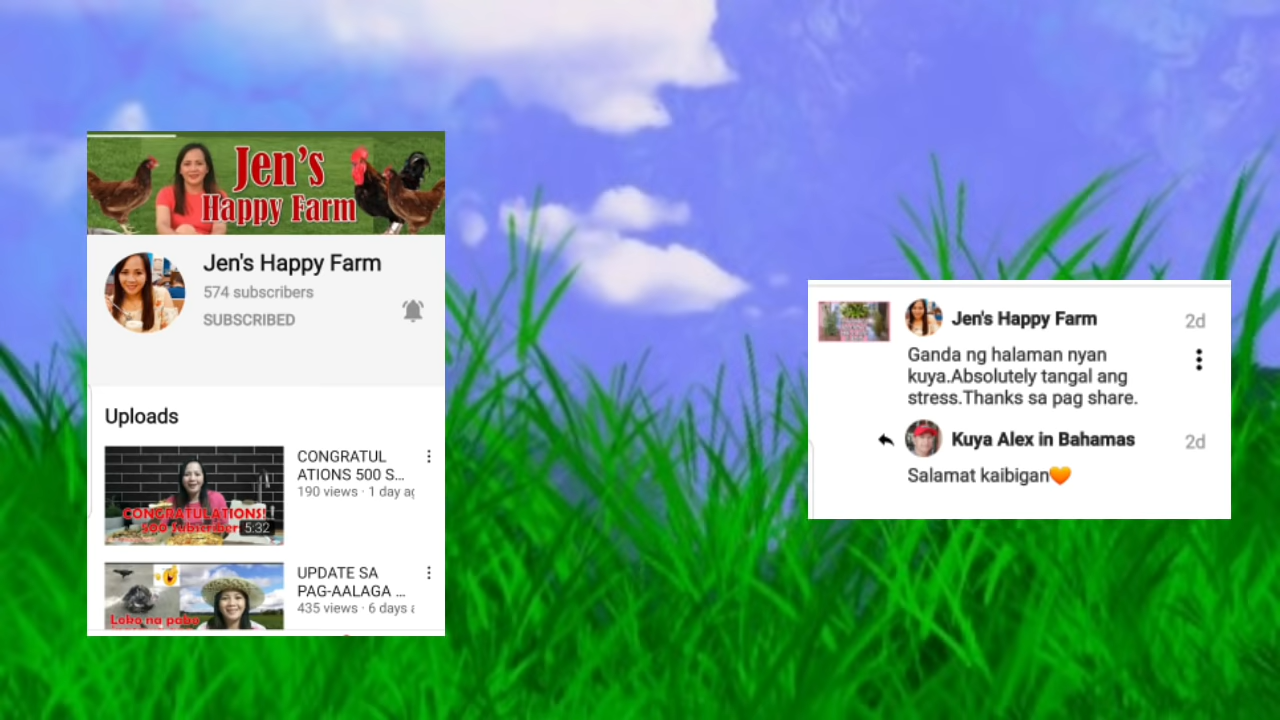 Jen's
Happy Farm
Jen's Happy Farm
574 subscribers
SUBSCRIBED
Uploads
CONGRATUL
ATIONS 500 S...
190 views · 1 day
CONGRATULATIONS!
500 Subscribers
5:32
UPDATE SA
PAG-AALAGA ...
435 views · 6 days
Loko na pabo
Jen's Happy Farm
2d
Ganda ng halaman nyan
kuya.Absolutely tangal ang
stress.Thanks sa pag share.
Kuya Alex in Bahamas
2d
Salamat kaibigan🧡